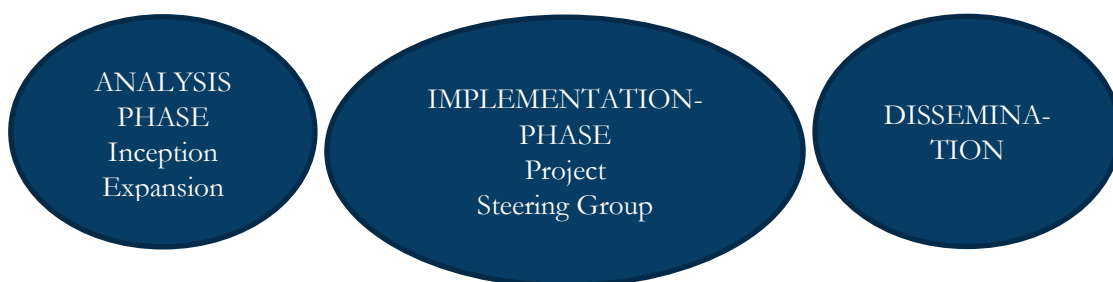 ANALYSIS
PHASE
Inception
Expansion
IMPLEMENTATION-
PHASE
Project
Steering Group
DISSEMINA-
TION